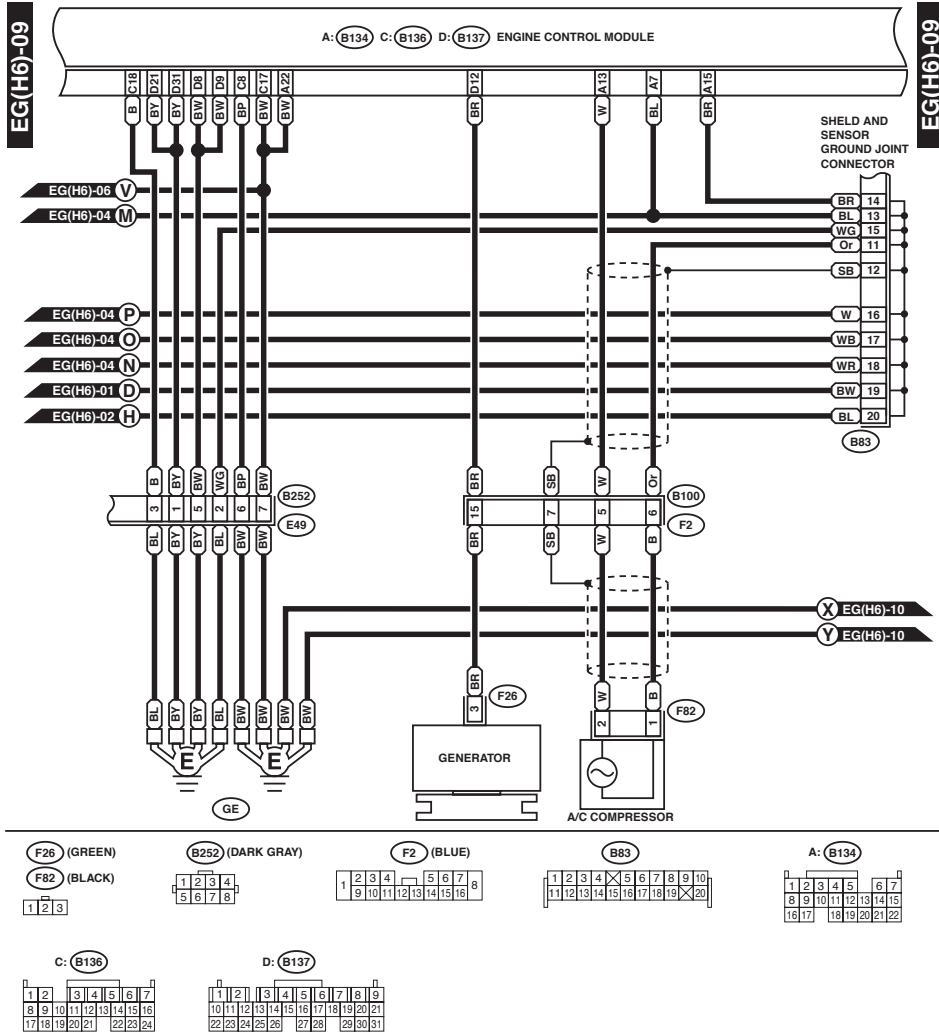 EG(H6)-09
EG(H6)-09
A: B134 C: B136 D: B137 ENGINE CONTROL MODULE
C18 D21 D31 D8 D9 C8 C17 A22 D12 A13 A7 A15
B BY BY BW BW BP BW BW BR W BL BR
SHELD AND
SENSOR
GROUND JOINT
CONNECTOR
EG(H6)-06 V
BR 14
EG(H6)-04 M BL 13
WG 15
Or 11
SB 12
EG(H6)-04 P W 16
EG(H6)-04 O WB 17
EG(H6)-04 N WR 18
EG(H6)-01 D BW 19
EG(H6)-02 H BL 20
B83
B BY BW WG BP BW BR SB W Or
3 1 5 2 6 7 B252 15 7 5 6 B100
E49 F2
BL BY BY BL BW BW BR SB W B
X EG(H6)-10
Y EG(H6)-10
BR W B
3 F26 2 1 F82
BL BY BY BL BW BW BW BW
E E
GENERATOR
GE
A/C COMPRESSOR
F26 (GREEN) B252 (DARK GRAY) F2 (BLUE) B83 A: B134
F82 (BLACK)
1 2 3
1 2 3 4
5 6 7 8
1 2 3 4 5 6 7 8
9 10 11 12 13 14 15 16
1 2 3 4 5 6 7 8 9 10
11 12 13 14 15 16 17 18 19 20
1 2 3 4 5 6 7
8 9 10 11 12 13 14 15
16 17 18 19 20 21 22
C: B136 D: B137
1 2 3 4 5 6 7
8 9 10 11 12 13 14 15 16
17 18 19 20 21 22 23 24
1 2 3 4 5 6 7 8 9
10 11 12 13 14 15 16 17 18 19 20 21
22 23 24 25 26 27 28 29 30 31